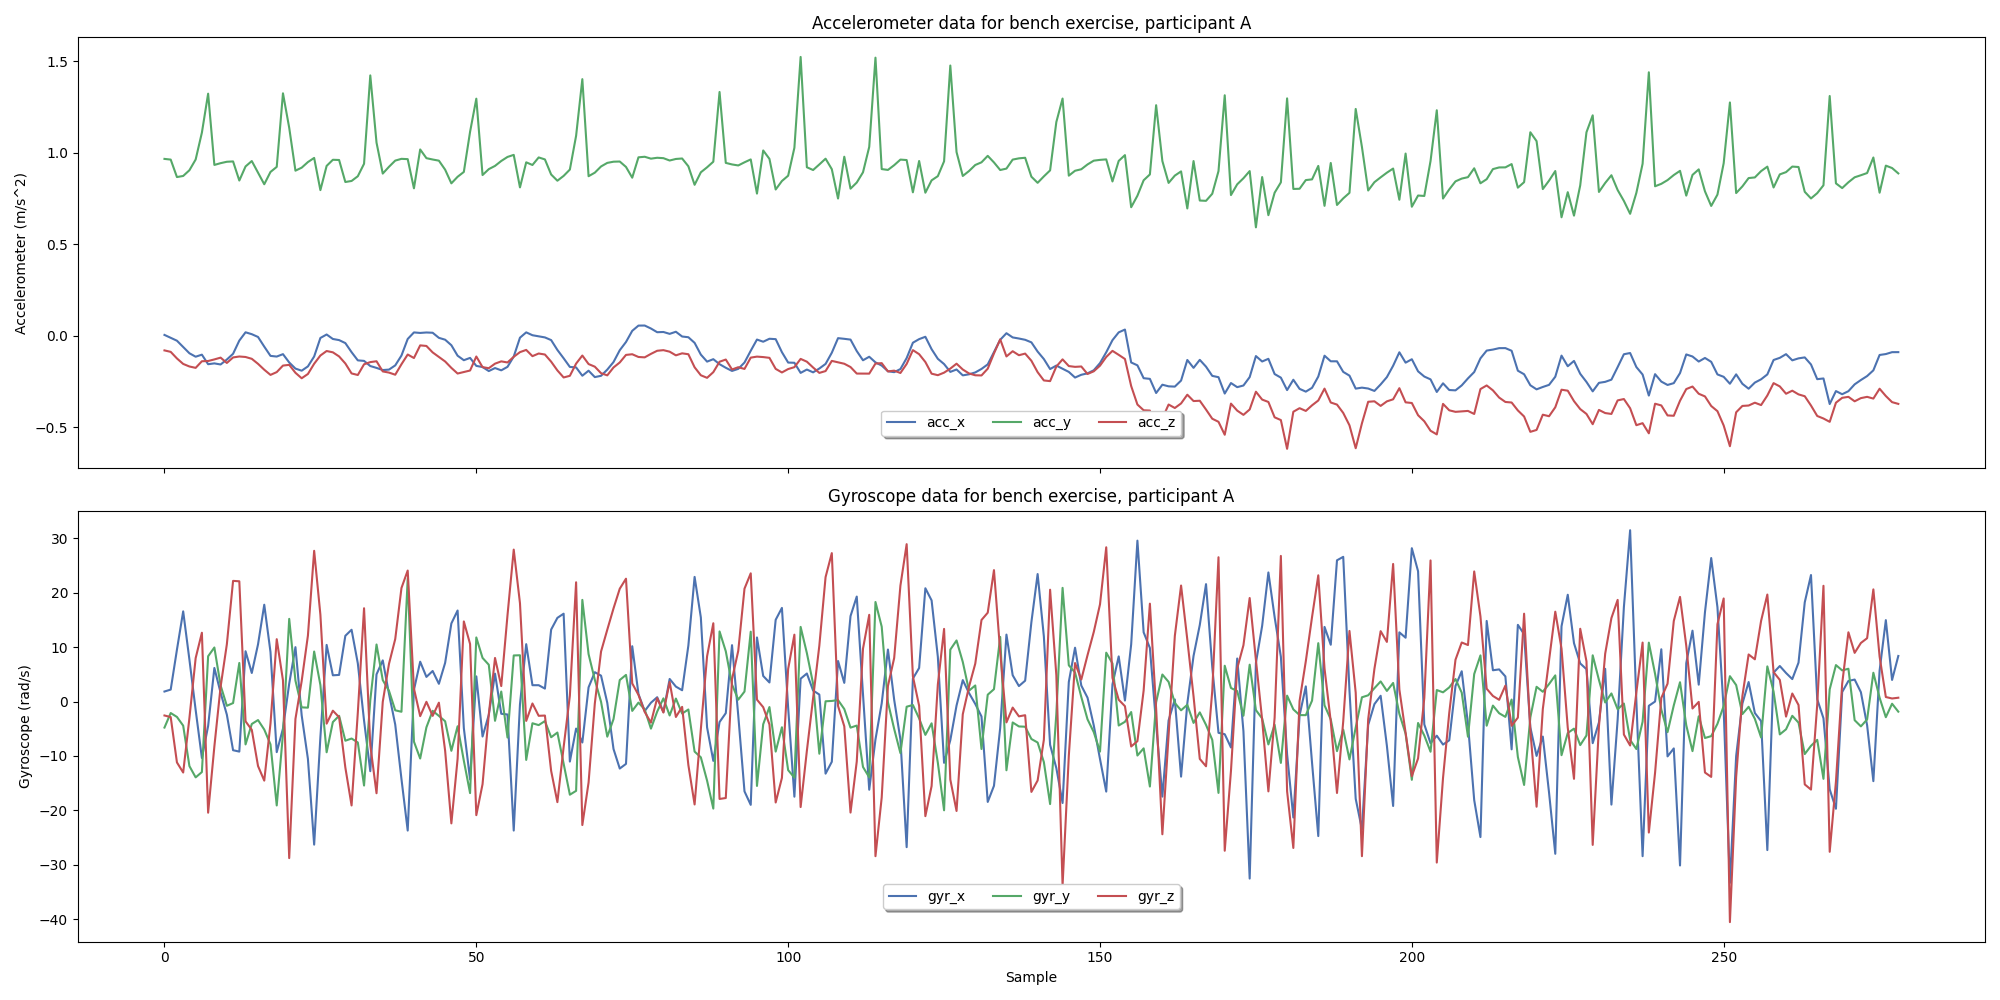 Accelerometer data for bench exercise, participant A
Accelerometer (m/s^2)
1.5
1.0
0.5
0.0
−0.5
acc_x acc_y acc_z
Gyroscope data for bench exercise, participant A
Gyroscope (rad/s)
30
20
10
0
−10
−20
−30
−40
gyr_x gyr_y gyr_z
0 50 100 150 200 250
Sample